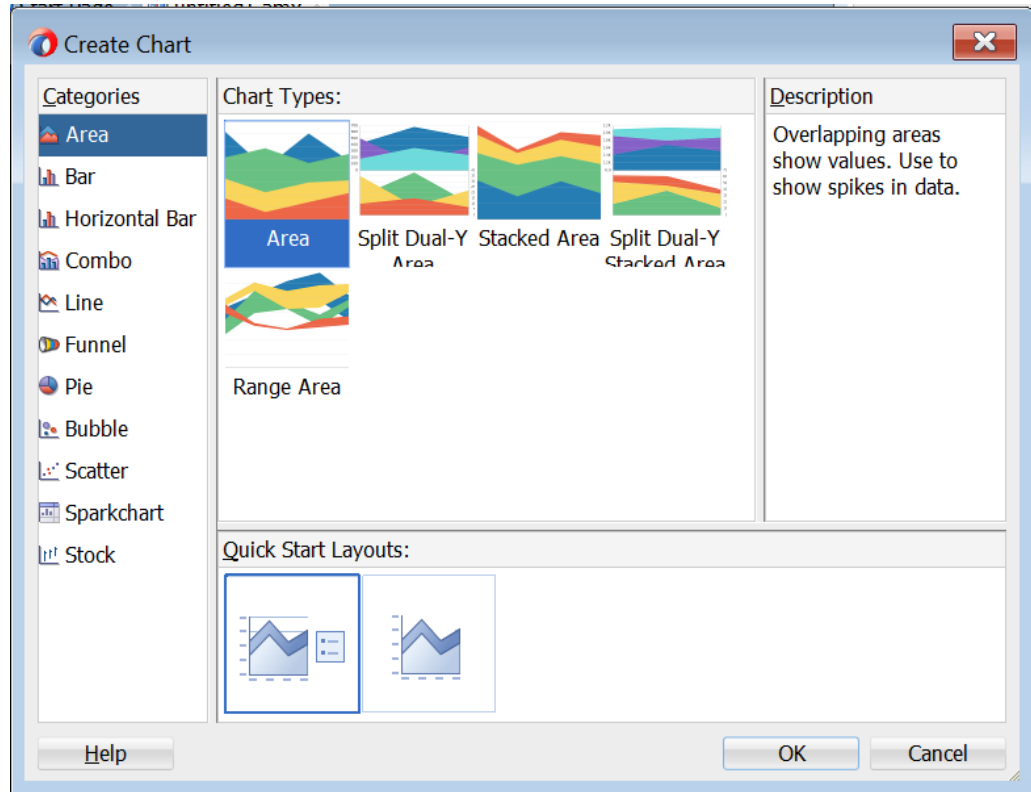 Start Page
Create Chart
Categories
Area
Bar
Horizontal Bar
Combo
Line
Funnel
Pie
Bubble
Scatter
Sparkchart
Stock
Chart Types:
Area
Split Dual-Y
Area
Stacked Area
Split Dual-Y
Stacked Area
Range Area
Description
Overlapping areas
show values. Use to
show spikes in data.
Quick Start Layouts:
Help
OK
Cancel